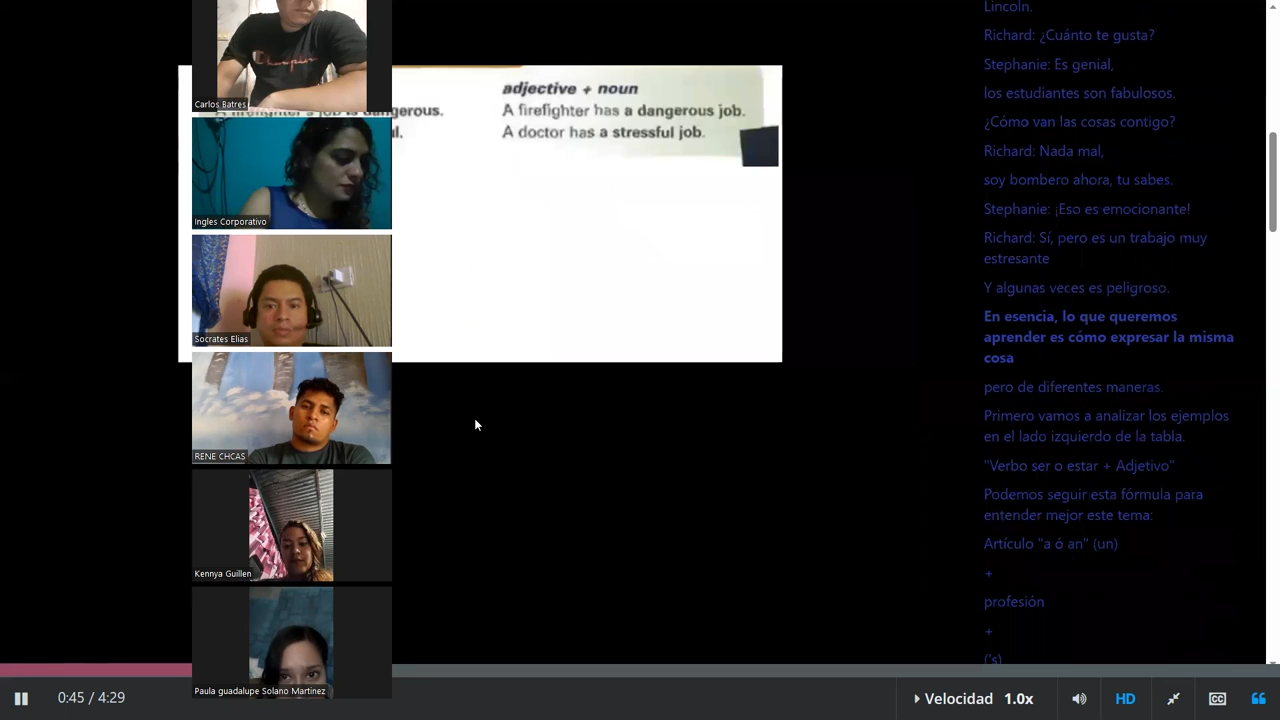 Carlos Batres
Ingles Corporativo
Socrates Elias
RENE CHCAS
Kennya Guillen
Paula guadalupe Solano Martinez
A firefighter's job is dangerous.
adjective + noun
A firefighter has a dangerous job.
A doctor has a stressful job.
Lincoln.
Richard: ¿Cuánto te gusta?
Stephanie: Es genial,
los estudiantes son fabulosos.
¿Cómo van las cosas contigo?
Richard: Nada mal,
soy bombero ahora, tu sabes.
Stephanie: ¡Eso es emocionante!
Richard: Sí, pero es un trabajo muy
estresante
Y algunas veces es peligroso.
En esencia, lo que queremos
aprender es cómo expresar la misma
cosa
pero de diferentes maneras.
Primero vamos a analizar los ejemplos
en el lado izquierdo de la tabla.
"Verbo ser o estar + Adjetivo"
Podemos seguir esta fórmula para
entender mejor este tema:
Artículo "a ó an" (un)
+
profesión
+
('s)
0:45 / 4:29
Velocidad 1.0x
HD
CC